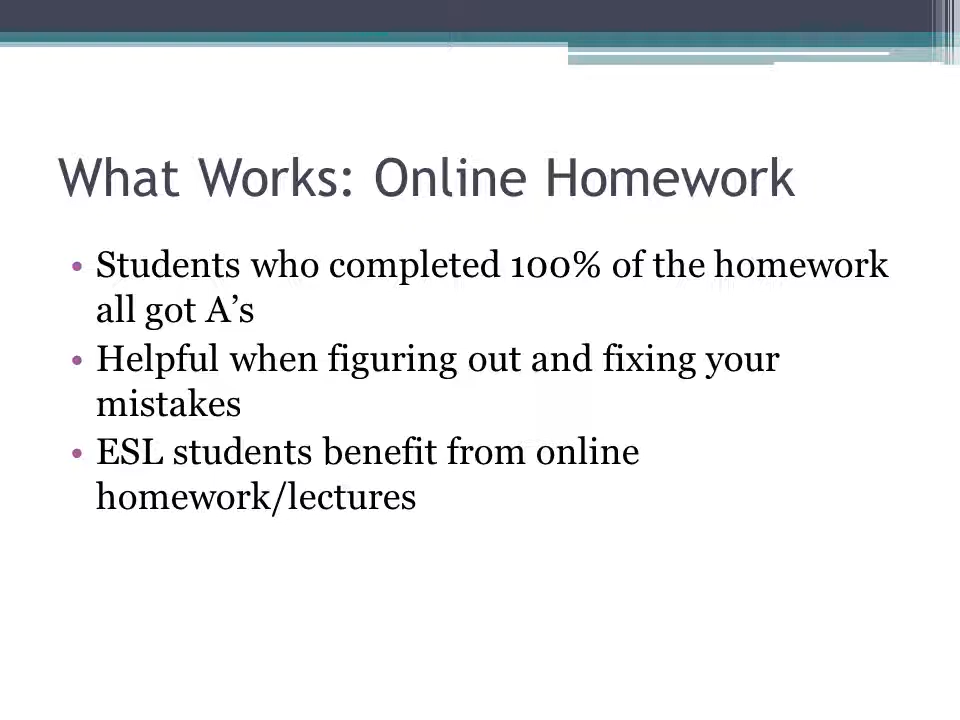 What Works: Online Homework
• Students who completed 100% of the homework
all got A’s
• Helpful when figuring out and fixing your
mistakes
• ESL students benefit from online
homework/lectures